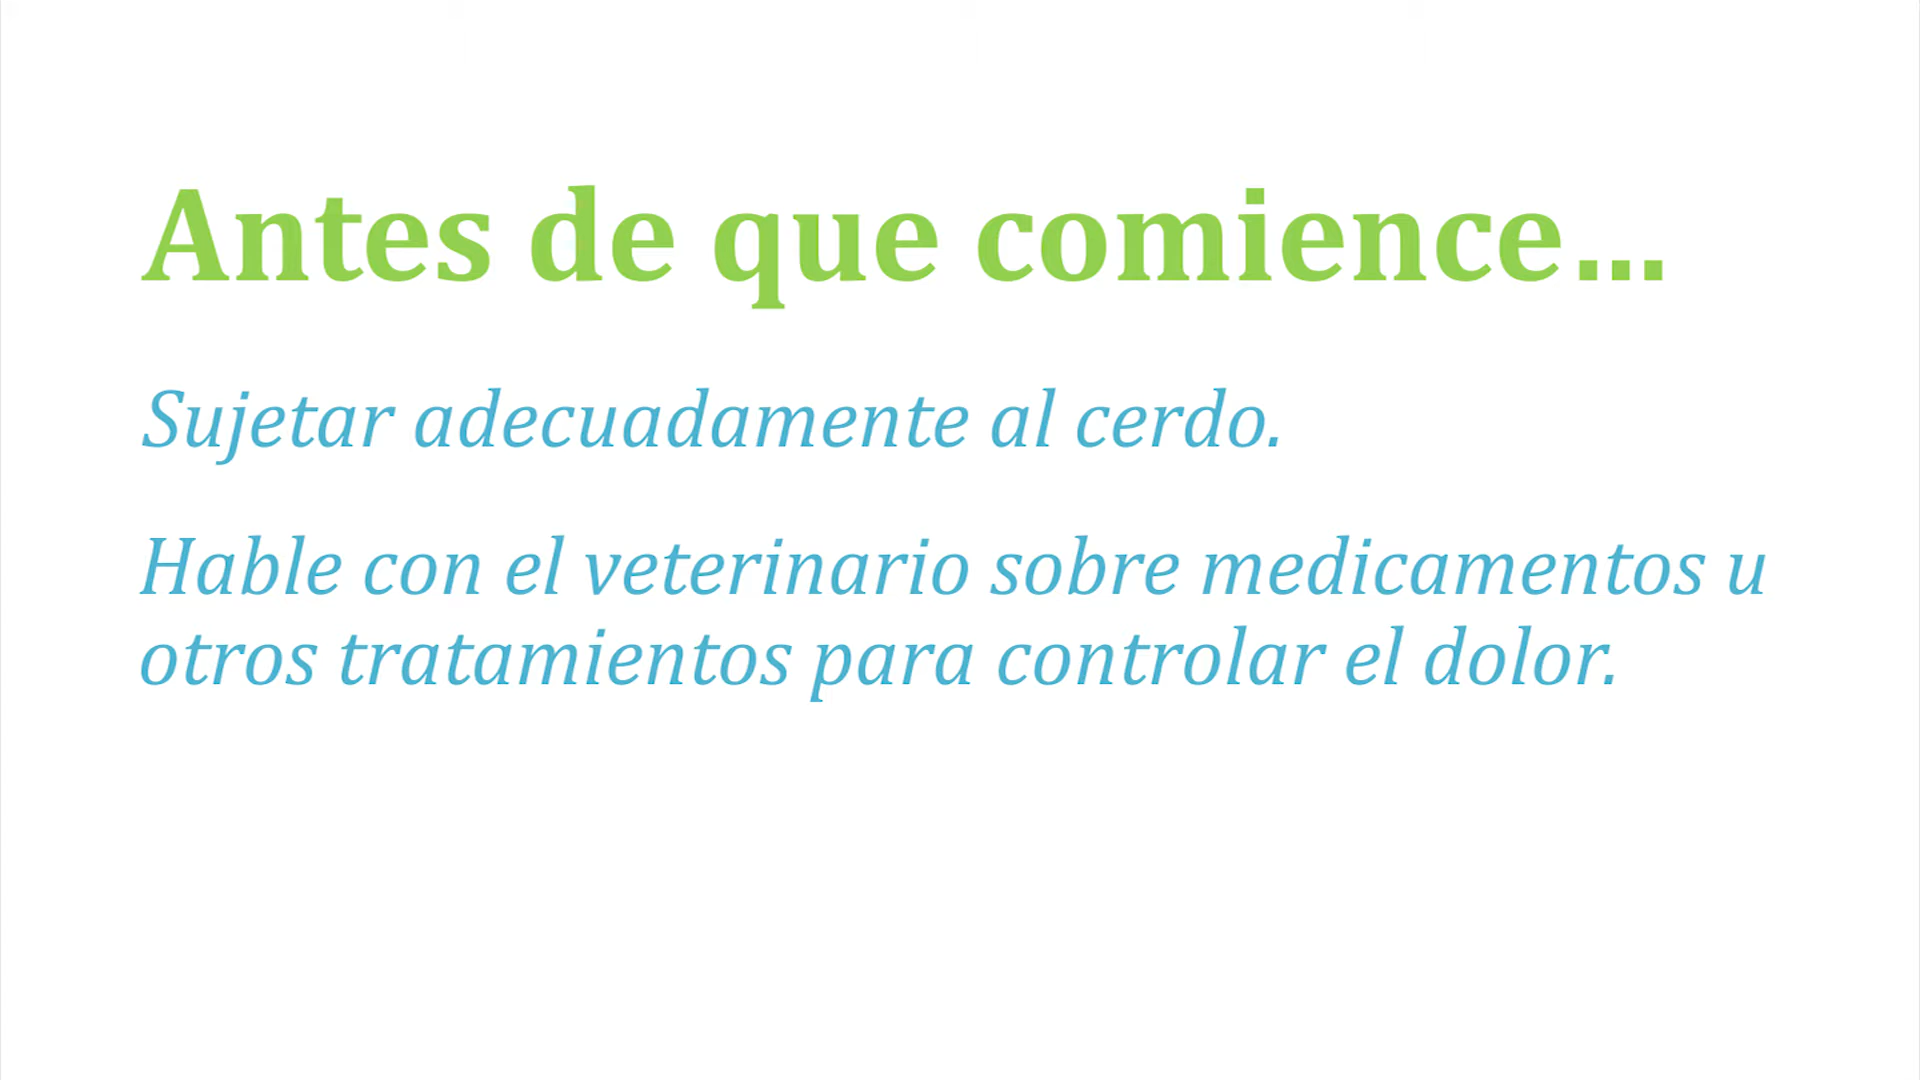 Antes de que comience...
Sujetar adecuadamente al cerdo.
Hable con el veterinario sobre medicamentos u
otros tratamientos para controlar el dolor.